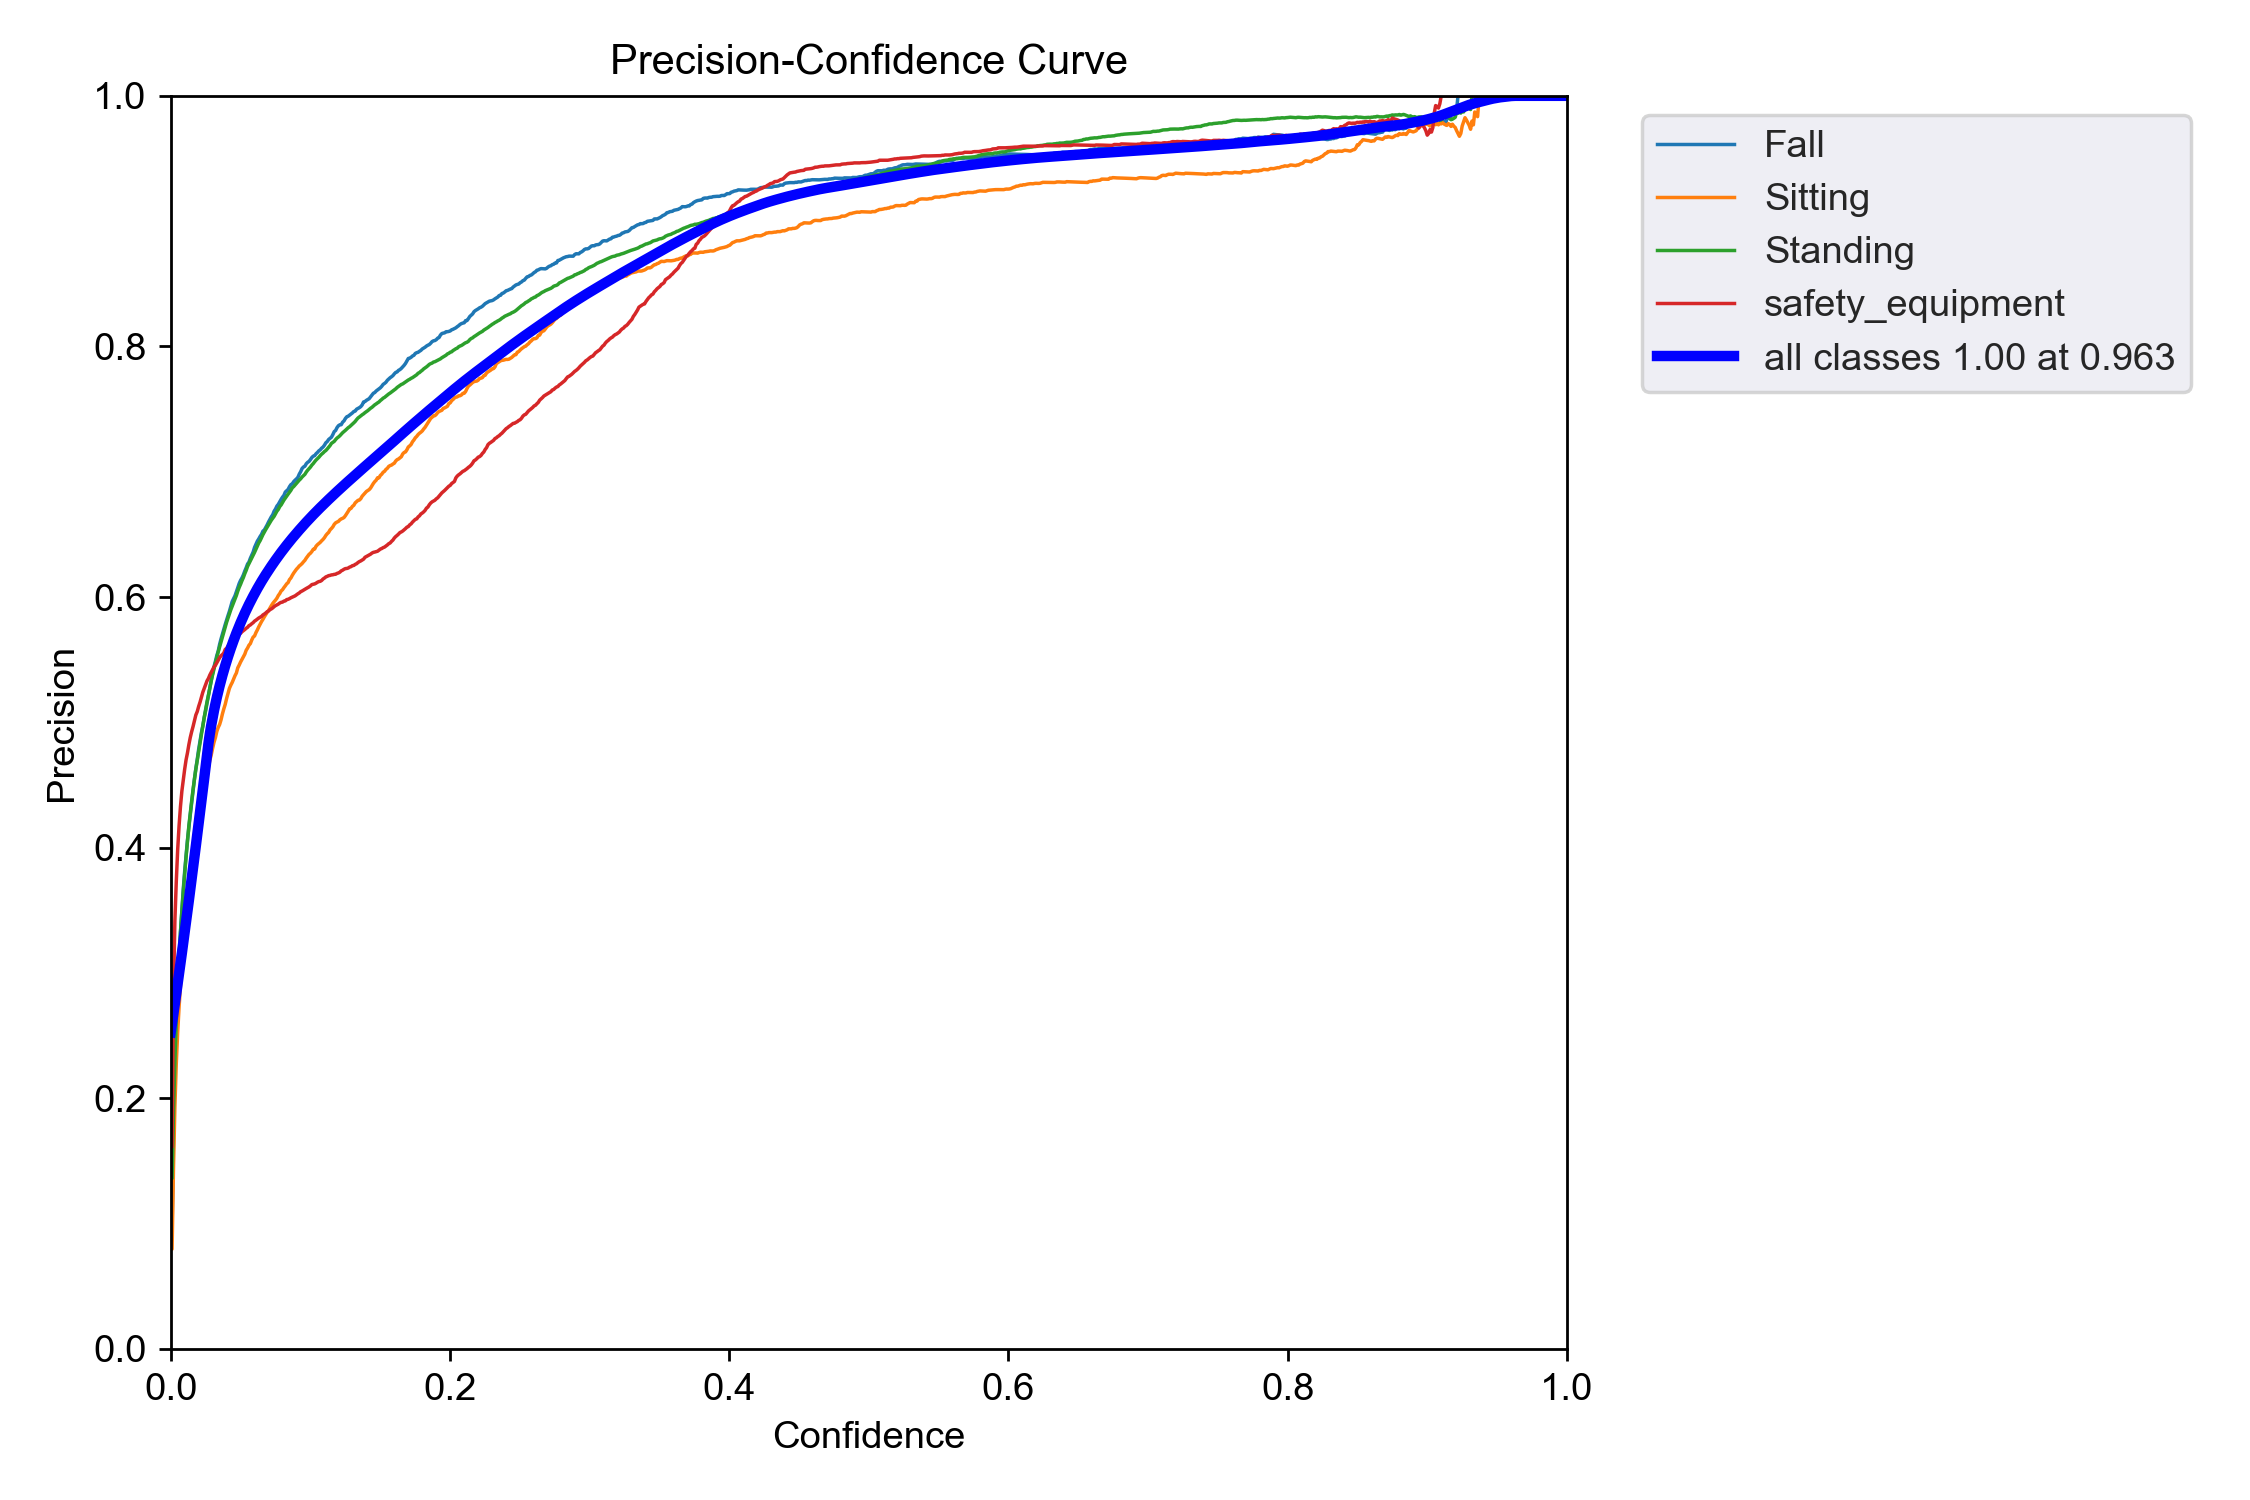 Precision-Confidence Curve
1.0
0.8
0.6
0.4
0.2
0.0
Precision
0.0 0.2 0.4 0.6 0.8 1.0
Confidence
Fall
Sitting
Standing
safety_equipment
all classes 1.00 at 0.963